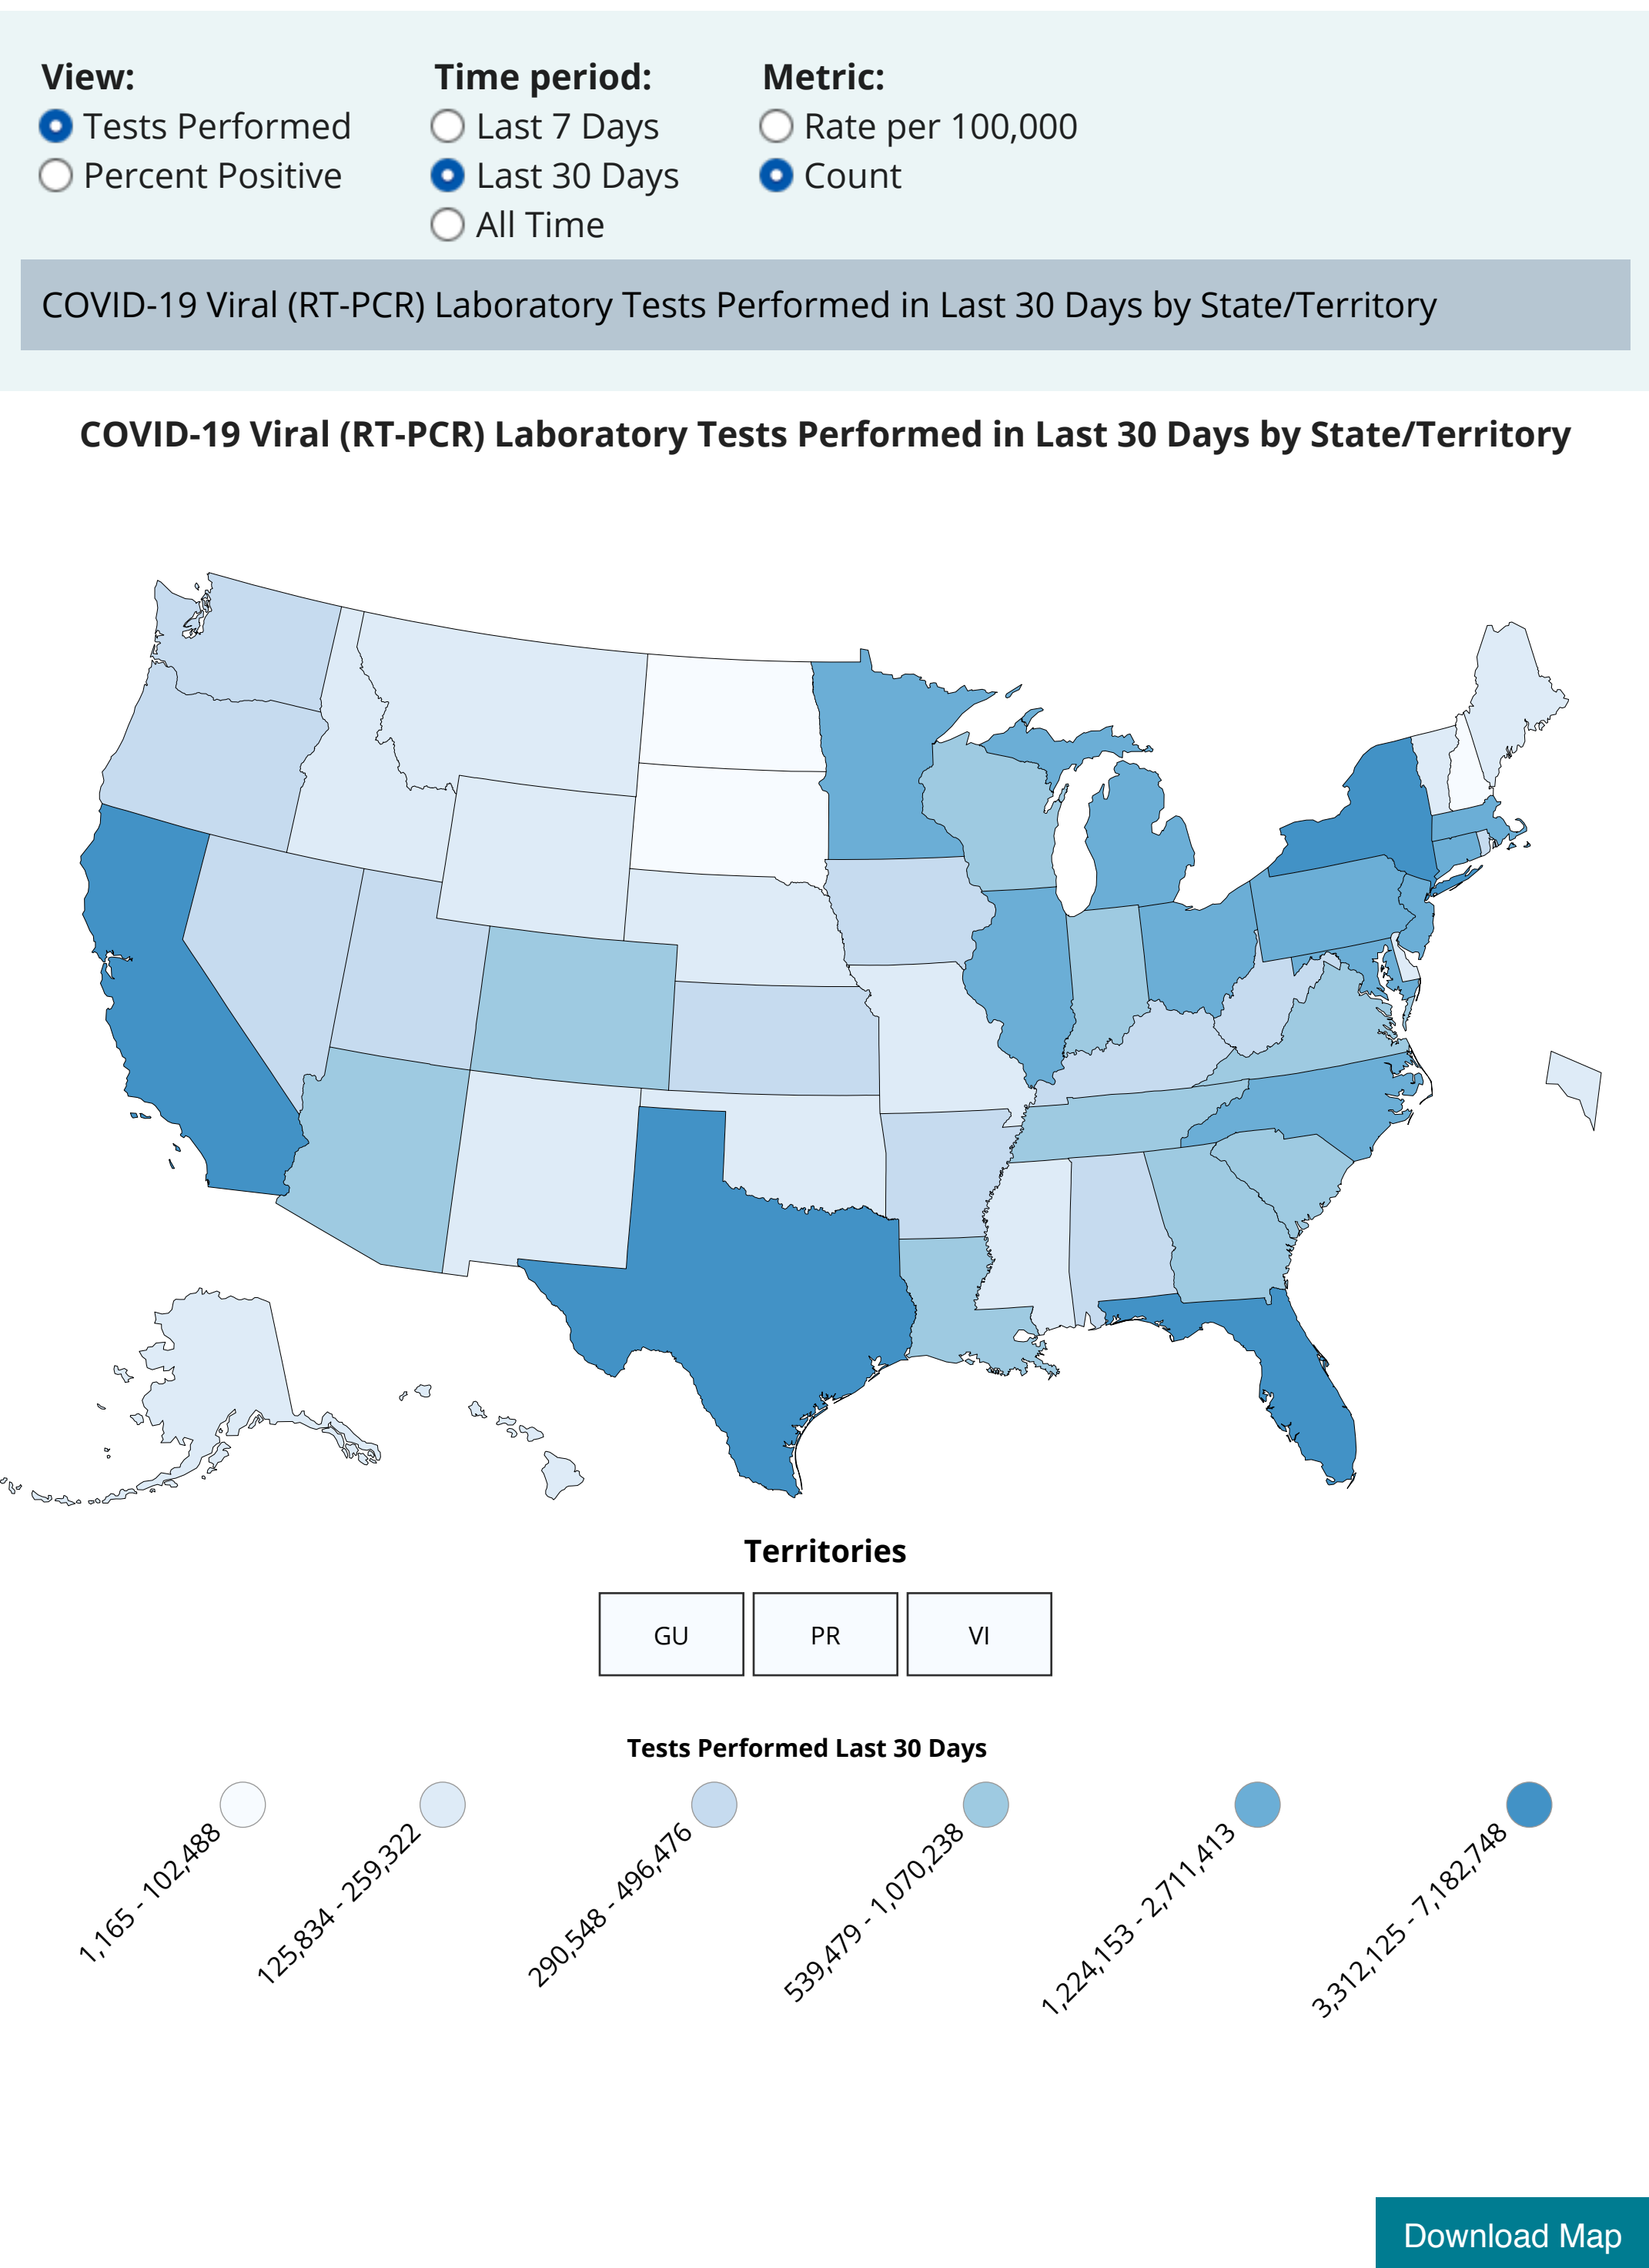 View:
Tests Performed
Percent Positive
Time period:
Last 7 Days
Last 30 Days
All Time
Metric:
Rate per 100,000
Count
COVID-19 Viral (RT-PCR) Laboratory Tests Performed in Last 30 Days by State/Territory
COVID-19 Viral (RT-PCR) Laboratory Tests Performed in Last 30 Days by State/Territory
Territories
GU
PR
VI
Tests Performed Last 30 Days
1,165 - 102,488
125,834 - 259,322
290,548 - 496,476
539,479 - 1,070,238
1,224,153 - 2,711,413
3,312,125 - 7,182,748
Download Map